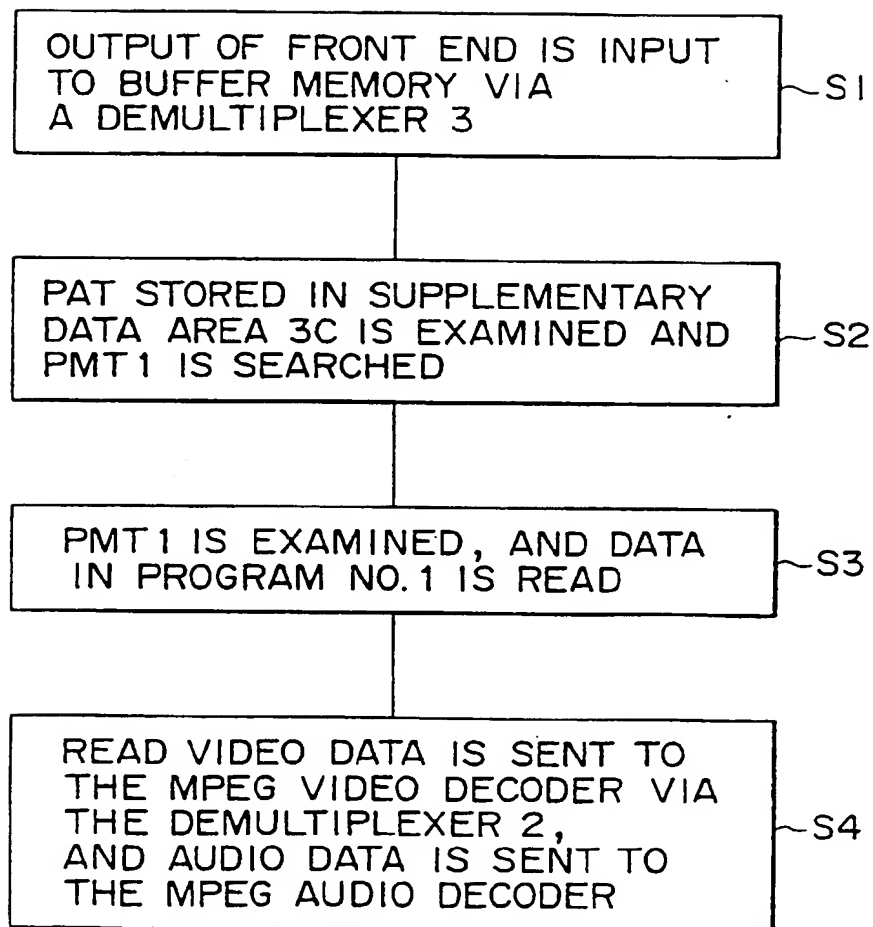 OUTPUT OF FRONT END IS INPUT
TO BUFFER MEMORY VIA
A DEMULTIPLEXER 3
S1
PAT STORED IN SUPPLEMENTARY
DATA AREA 3C IS EXAMINED AND
PMT1 IS SEARCHED
S2
PMT1 IS EXAMINED, AND DATA
IN PROGRAM NO.1 IS READ
S3
READ VIDEO DATA IS SENT TO
THE MPEG VIDEO DECODER VIA
THE DEMULTIPLEXER 2,
AND AUDIO DATA IS SENT TO
THE MPEG AUDIO DECODER
S4